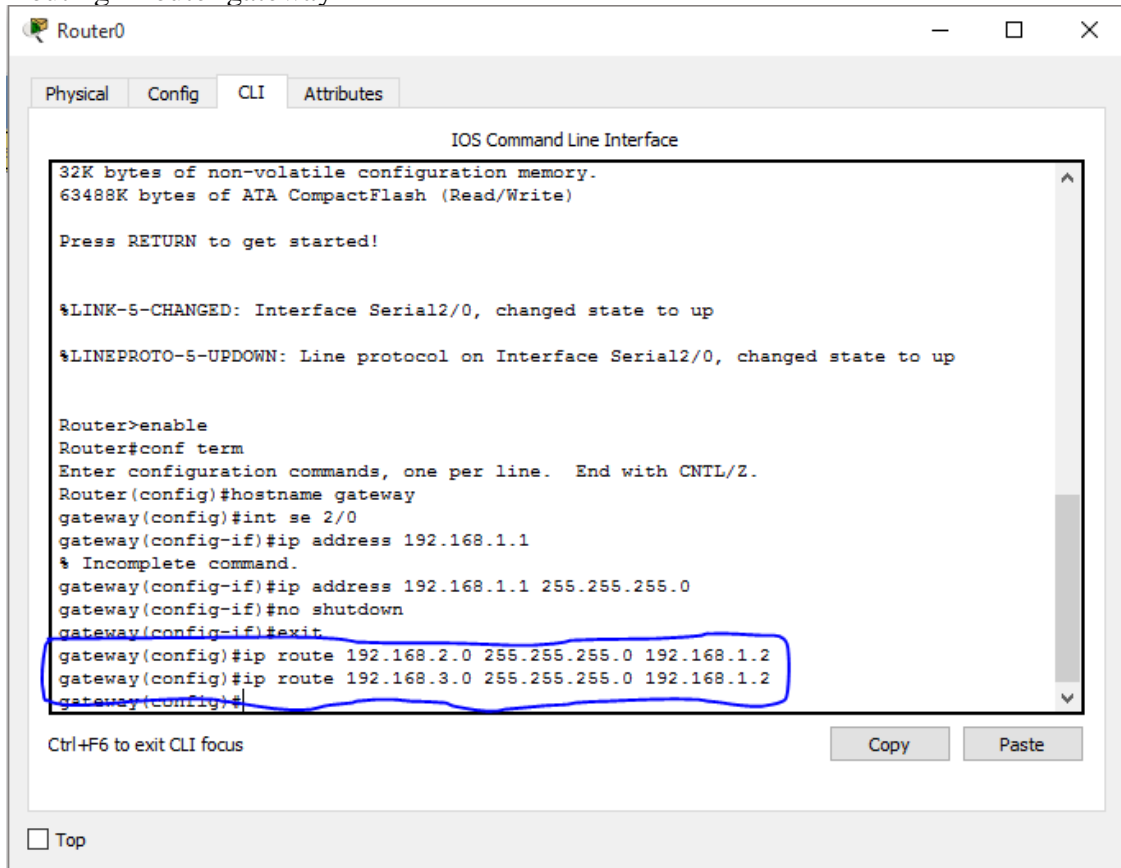 Router0
Physical Config CLI Attributes
IOS Command Line Interface
32K bytes of non-volatile configuration memory.
63488K bytes of ATA CompactFlash (Read/Write)
Press RETURN to get started!
%LINK-5-CHANGED: Interface Serial2/0, changed state to up
%LINEPROTO-5-UPDOWN: Line protocol on Interface Serial2/0, changed state to up
Router>enable
Router#conf term
Enter configuration commands, one per line.  End with CNTL/Z.
Router(config)#hostname gateway
gateway(config)#int se 2/0
gateway(config-if)#ip address 192.168.1.1
% Incomplete command.
gateway(config-if)#ip address 192.168.1.1 255.255.255.0
gateway(config-if)#no shutdown
gateway(config-if)#exit
gateway(config)#ip route 192.168.2.0 255.255.255.0 192.168.1.2
gateway(config)#ip route 192.168.3.0 255.255.255.0 192.168.1.2
gateway(config)#
Ctrl+F6 to exit CLI focus
Copy Paste
Top